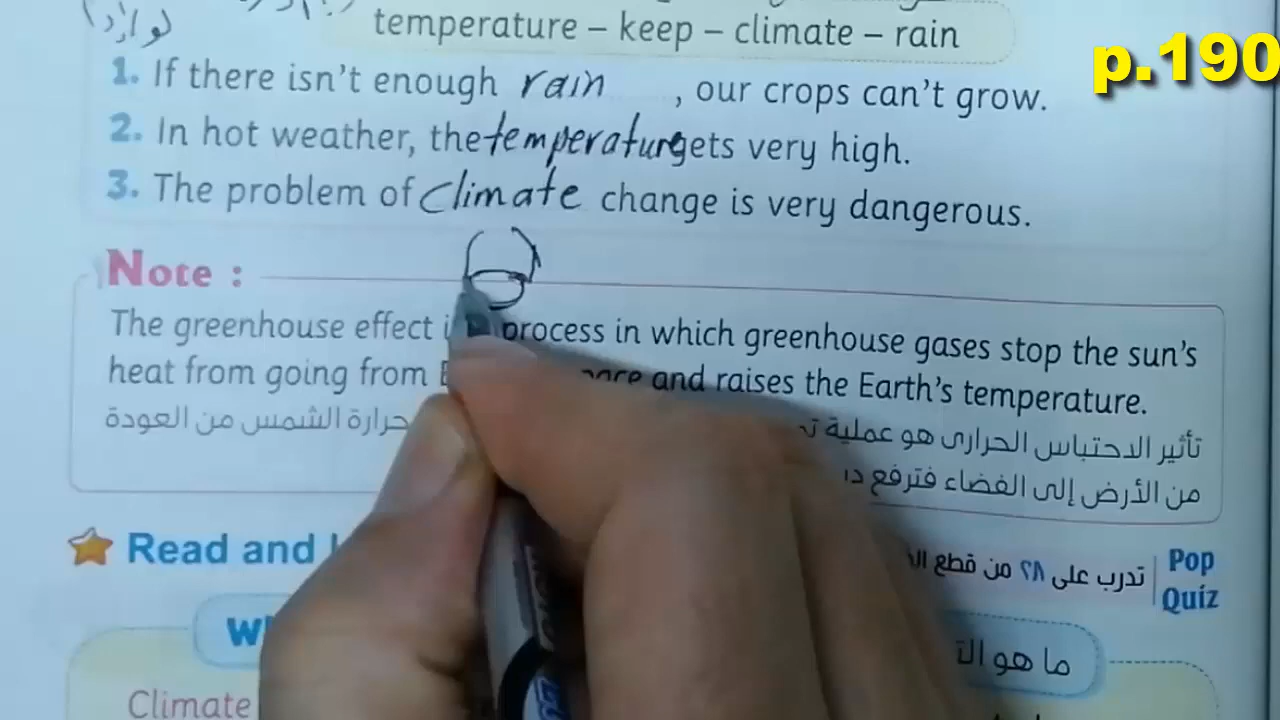 temperature – keep – climate – rain
p.190
1. If there isn't enough rain , our crops can't grow.
2. In hot weather, the temperature gets very high.
3. The problem of Climate change is very dangerous.
Note :
The greenhouse effect process in which greenhouse gases stop the sun's
heat from going from and raises the Earth's temperature.
تأثير الاحتباس الحرارى هو عملية حرارة الشمس من العودة
من الأرض إلى الفضاء فترفع
Read and
تدرب على ٢٨ من قطع
Pop
Quiz
ما هو
Climate